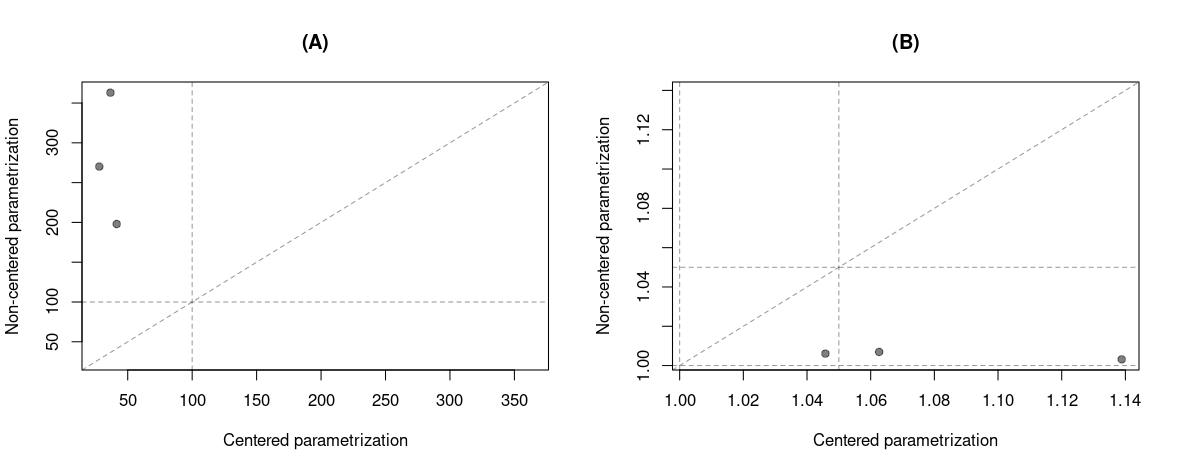 (A)
Non-centered parametrization
300
200
100
50
50 100 150 200 250 300 350
Centered parametrization
(B)
Non-centered parametrization
1.12
1.08
1.04
1.00
1.00 1.02 1.04 1.06 1.08 1.10 1.12 1.14
Centered parametrization